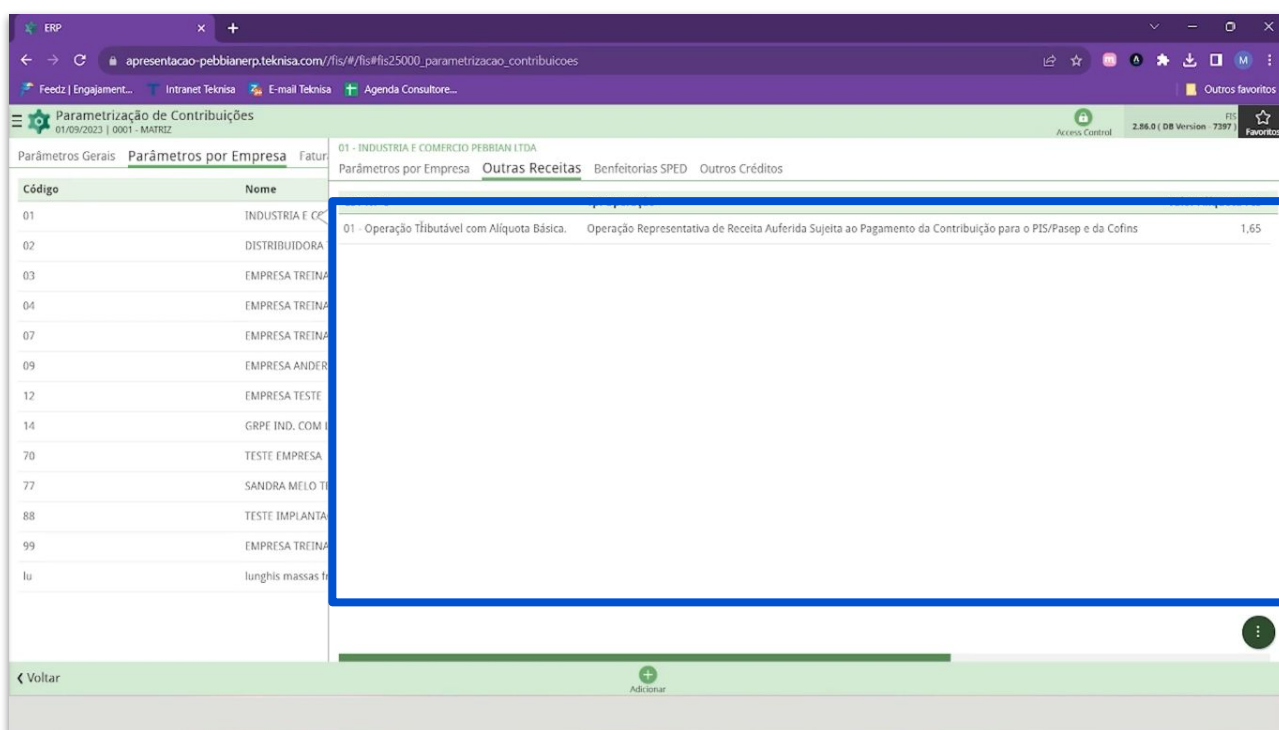 ERP
apresentacao-pebbianerp.teknisa.com//fis/#/fis#fis25000_parametrizacao_contribuicoes
M
Feedz | Engajament...
Intranet Teknisa
E-mail Teknisa
Agenda Consultore...
Outros favoritos
Parametrização de Contribuições
01/09/2023 | 0001 - MATRIZ
Access Control
FIS
2.86.0 ( DB Version - 7397 )
Favoritos
Parâmetros Gerais
Parâmetros por Empresa
Fatur
01 - INDUSTRIA E COMERCIO PEBBIAN LTDA
Parâmetros por Empresa
Outras Receitas
Benfeitorias SPED
Outros Créditos
Código Nome
01 INDUSTRIA E CO
02 DISTRIBUIDORA
03 EMPRESA TREINA
04 EMPRESA TREINA
07 EMPRESA TREINA
09 EMPRESA ANDER
12 EMPRESA TESTE
14 GRPE IND. COM
70 TESTE EMPRESA
77 SANDRA MELO TR
88 TESTE IMPLANTA
99 EMPRESA TREINA
lu lunghis massas fr
01 - Operação Tributável com Alíquota Básica. Operação Representativa de Receita Auferida Sujeita ao Pagamento da Contribuição para o PIS/Pasep e da Cofins 1,65
Voltar
Adicionar